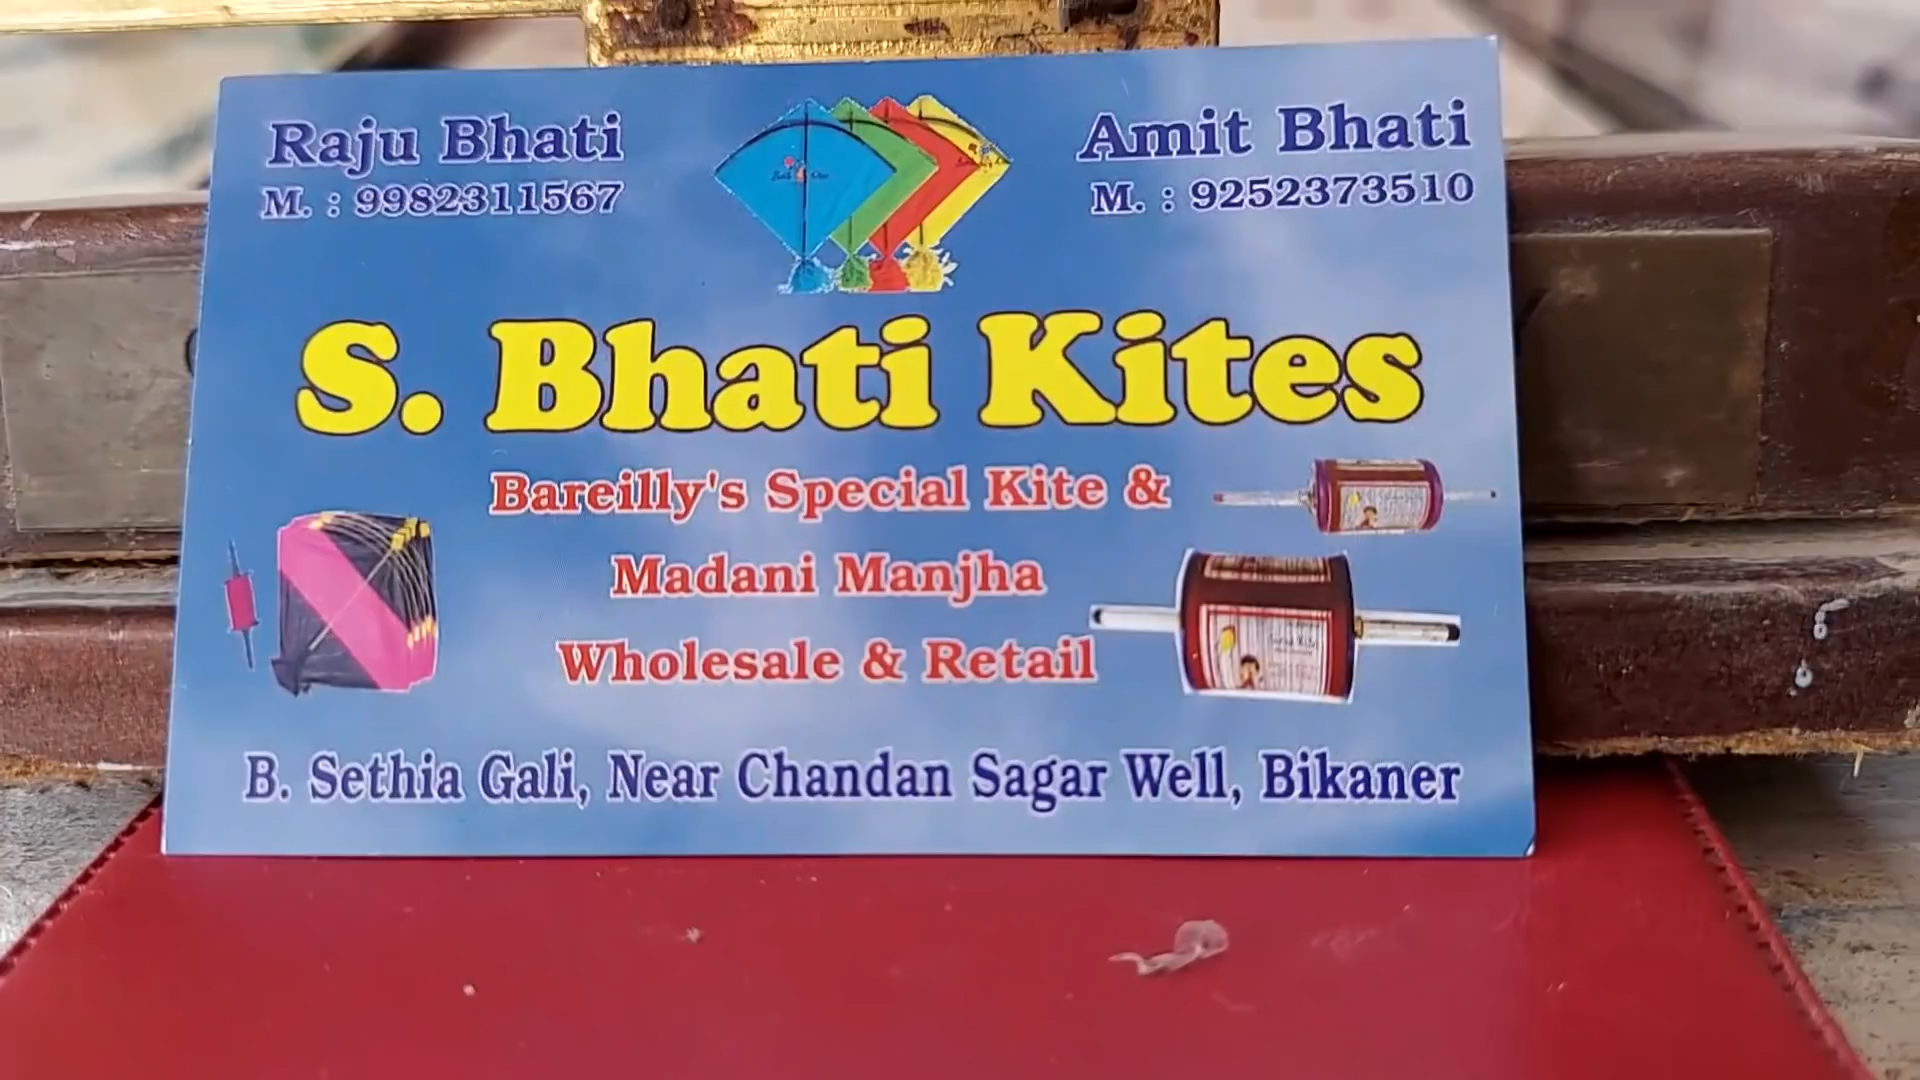 Raju Bhati
M. : 9982311567
Amit Bhati
M. : 9252373510
S. Bhati Kites
Bareilly's Special Kite &
Madani Manjha
Wholesale & Retail
B. Sethia Gali, Near Chandan Sagar Well, Bikaner